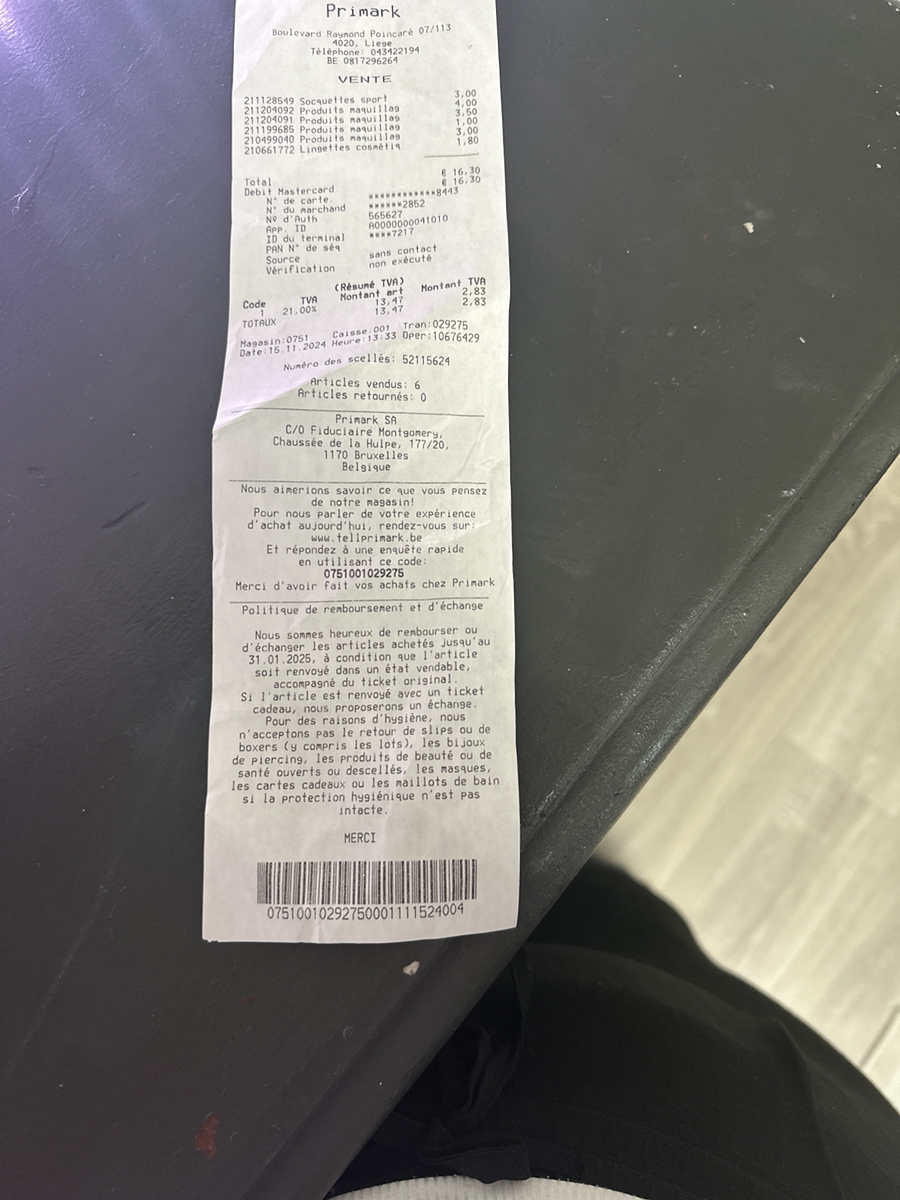 Primark
Boulevard Raymond Poincaré 07/113
4020, Liege
Téléphone: 043422194
BE 0817296264
VENTE
211128549 Socquettes sport 3,00
211204092 Produits maquillag 4,00
211204091 Produits maquillag 3,50
211199685 Produits maquillag 1,00
210499040 Produits maquillag 3,00
210661772 Lingettes cosmétiq 1,80
Total € 16,30
Debit Mastercard € 16,30
N° de carte. ************8443
N° du marchand ******2852
Nº d'Auth 565627
App. ID A0000000041010
ID du terminal ****7217
PAN N° de séq
Source sans contact
Vérification non exécuté
(Résumé TVA)
Code TVA Montant art Montant TVA
1 21,00% 13,47 2,83
TOTAUX 13,47 2,83
Magasin:0751 Caisse:001 Tran:029275
Date:15.11.2024 Heure:13:33 Oper:10676429
Numéro des scellés: 52115624
Articles vendus: 6
Articles retournés: 0
Primark SA
C/O Fiduciaire Montgomery,
Chaussée de la Hulpe, 177/20,
1170 Bruxelles
Belgique
Nous aimerions savoir ce que vous pensez
de notre magasin!
Pour nous parler de votre expérience
d'achat aujourd'hui, rendez-vous sur:
www.tellprimark.be
Et répondez à une enquête rapide
en utilisant ce code:
0751001029275
Merci d'avoir fait vos achats chez Primark
Politique de remboursement et d'échange
Nous sommes heureux de rembourser ou
d'échanger les articles achetés jusqu'au
31.01.2025, à condition que l'article
soit renvoyé dans un état vendable,
accompagné du ticket original.
Si l'article est renvoyé avec un ticket
cadeau, nous proposerons un échange.
Pour des raisons d'hygiène, nous
n'acceptons pas le retour de slips ou de
boxers (y compris les lots), les bijoux
de piercing, les produits de beauté ou de
santé ouverts ou descellés, les masques,
les cartes cadeaux ou les maillots de bain
si la protection hygiénique n'est pas
intacte.
MERCI
07510010292750001111524004